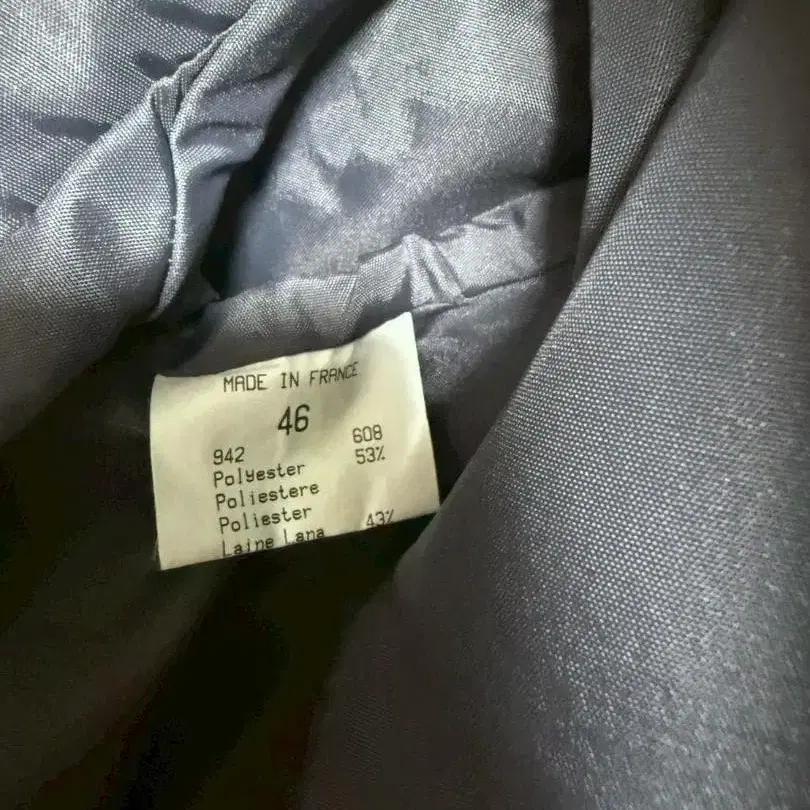 MADE IN FRANCE
46
942 608
Polyester 53%
Poliestere
Poliester
Laine Lana 43%